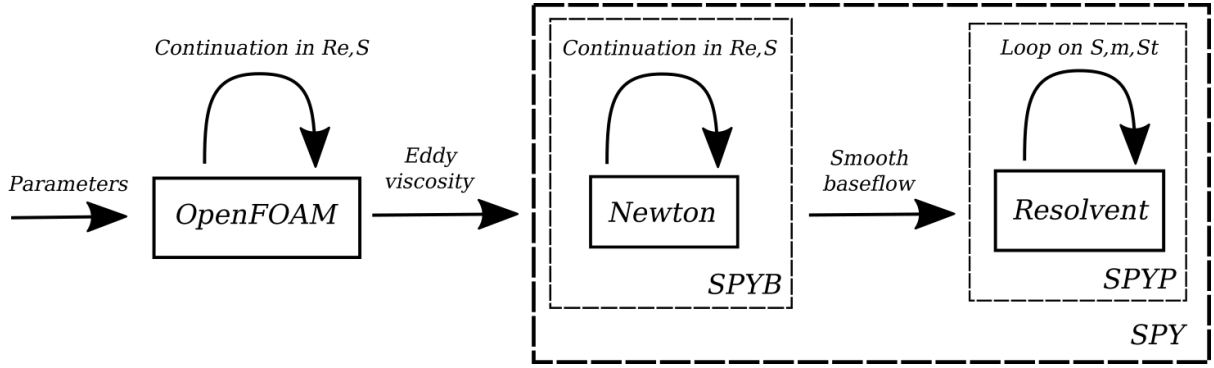 Continuation in Re,S
Parameters
OpenFOAM
Eddy
viscosity
Continuation in Re,S
Newton
SPYB
Smooth
baseflow
Loop on S,m,St
Resolvent
SPYP
SPY